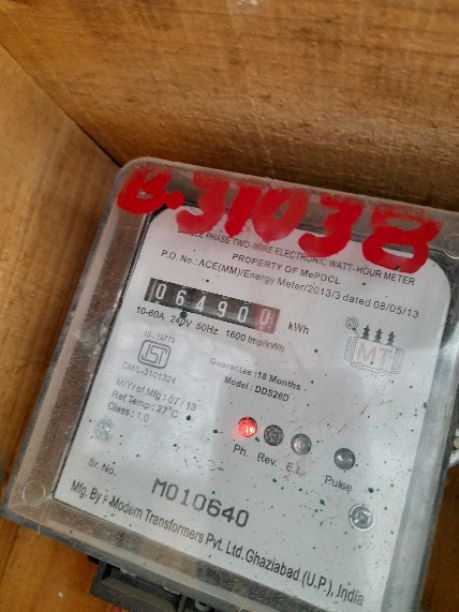 B.31038
SINGLE PHASE TWO-WIRE ELECTRONIC WATT-HOUR METER
PROPERTY OF MePDCL
P.O. No.: ACE(MM)/Energy Meter/2013/3 dated 08/05/13
064900 kWh
10-60A 240V 50Hz 1600 Imp/kWh
IS : 13779
ISI
CM/L-3101324
MT
Guarantee :18 Months
Model : DDS28D
M/Yr of Mfg : 07 / 13
Ref.Temp.: 27°C
Class : 1.0
Ph. Rev. E.L. Pulse
Sr. No.
M010640
Mfg. By : Modern Transformers Pvt. Ltd. Ghaziabad (U.P.), India